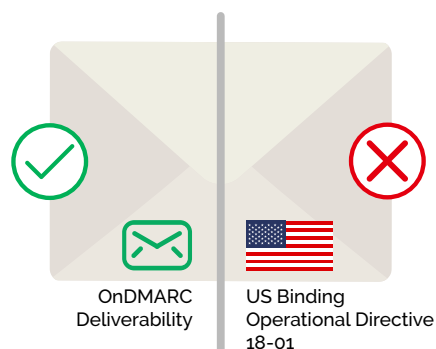 OnDMARC
Deliverability
US Binding
Operational Directive
18-01